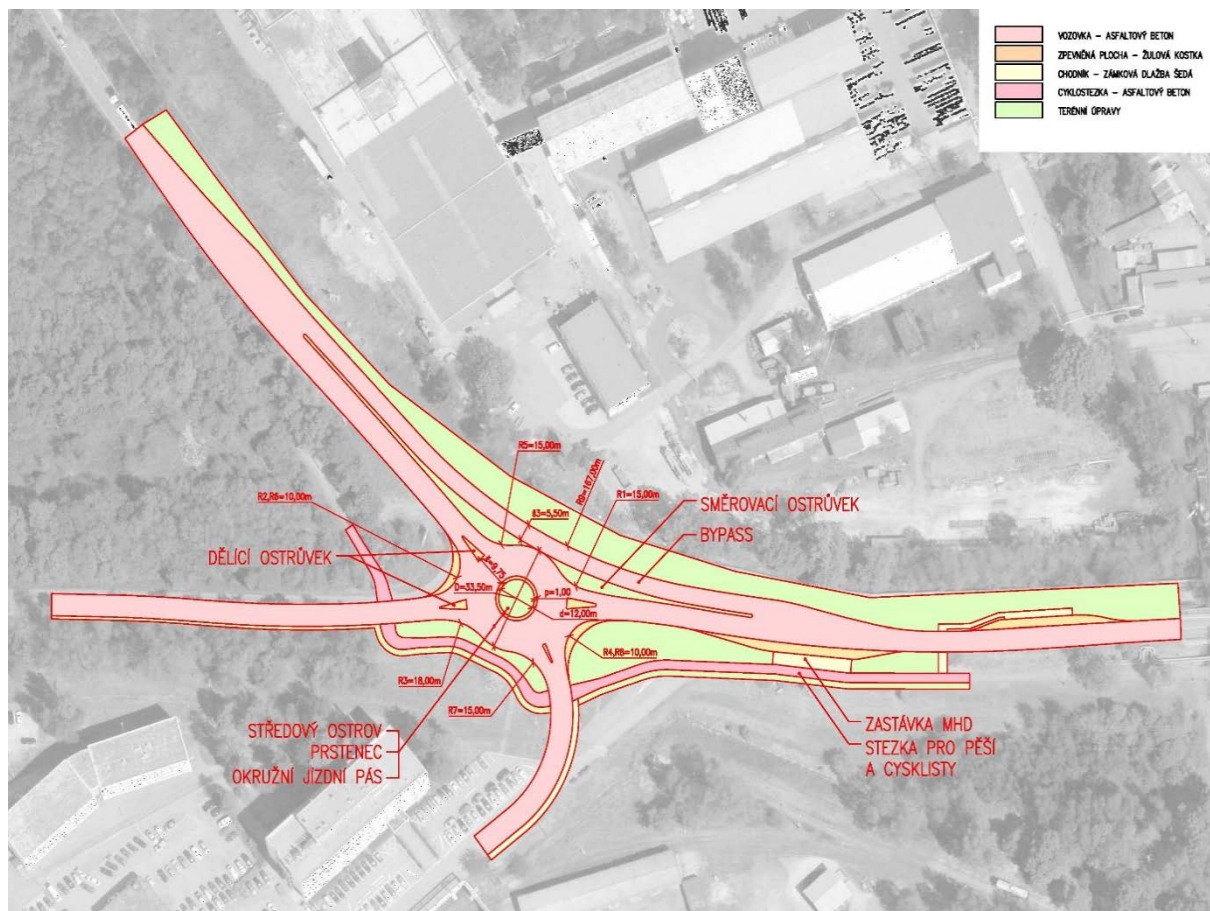 VOZOVKA – ASFALTOVÝ BETON
ZPEVNĚNÁ PLOCHA – ŽULOVÁ KOSTKA
CHODNÍK – ZÁMKOVÁ DLAŽBA ŠEDÁ
CYKLOSTEZKA – ASFALTOVÝ BETON
TERÉNNÍ ÚPRAVY
R5=15,00m
R9=167,00m
R1=15,00m
R2,R6=10,00m
=5,50m
SMĚROVACÍ OSTRŮVEK
BYPASS
DĚLÍCÍ OSTRŮVEK
=9,75
D=33,50m
p=1,00
d=12,00m
R4,R8=10,00m
R3=18,00m
R7=15,00m
STŘEDOVÝ OSTROV
PRSTENEC
OKRUŽNÍ JÍZDNÍ PÁS
ZASTÁVKA MHD
STEZKA PRO PĚŠÍ
A CYSKLISTY